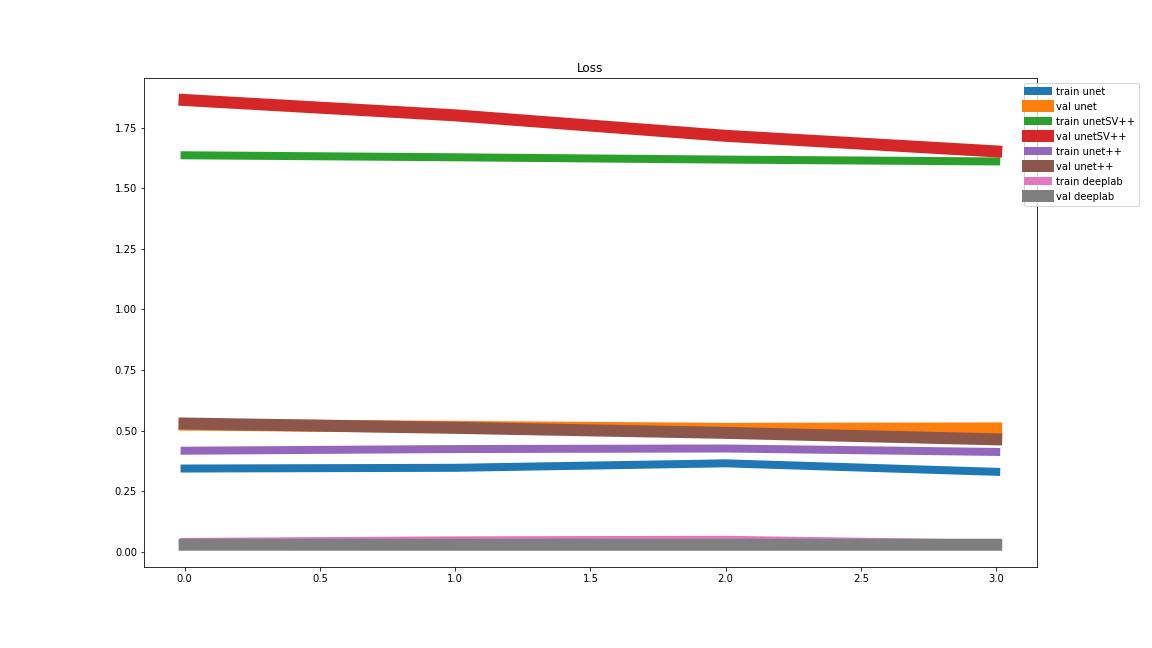 Loss
train unet
val unet
train unetSV++
val unetSV++
train unet++
val unet++
train deeplab
val deeplab
1.75
1.50
1.25
1.00
0.75
0.50
0.25
0.00
0.0 0.5 1.0 1.5 2.0 2.5 3.0